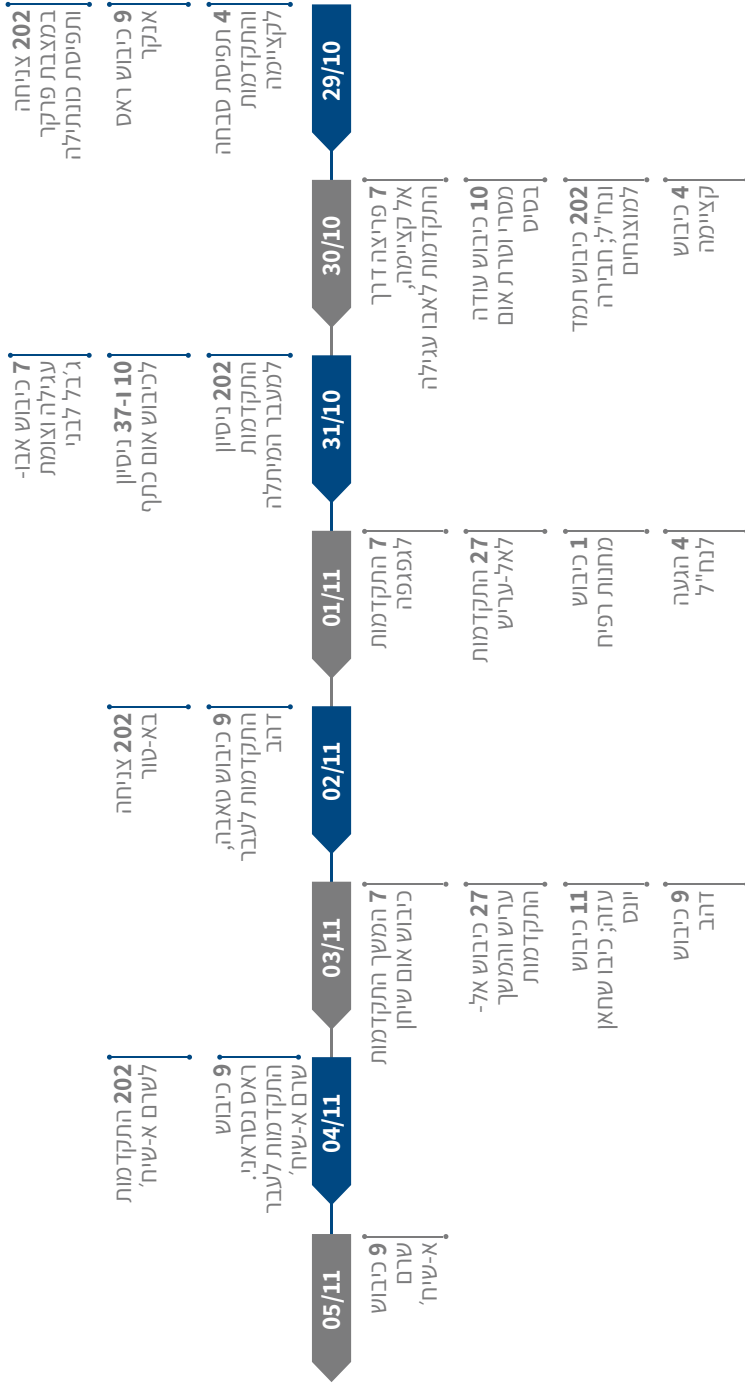 29/10
202 צניחה
במצבת פרקר
ותפיסת כונתילה
9 כיבוש ראס
אנקר
4 תפיסת סבחה
והתקדמות
לקציימה
30/10
7 פריצה דרך
אל קציימה,
התקדמות לאבו עגילה
10 כיבוש עודה
מסרי וטרת אום
בסיס
202 כיבוש תמד
ונח"ל; חבירה
למוצנחים
4 כיבוש
קציימה
31/10
7 כיבוש אבו-
עגילה וצומת
ג׳בל לבני
10 ו-37 ניסיון
לכיבוש אום כתף
202 ניסיון
התקדמות
למעבר המיתלה
01/11
7 התקדמות
לגפגפה
27 התקדמות
לאל-עריש
1 כיבוש
מחנות רפיח
4 הגעה
לנח"ל
02/11
202 צניחה
בא-טור
9 כיבוש טאבה,
התקדמות לעבר
דהב
03/11
7 המשך התקדמות
כיבוש אום שיחן
27 כיבוש אל-
עריש והמשך
התקדמות
11 כיבוש
עזה; כיבו שחאן
יונס
9 כיבוש
דהב
04/11
202 התקדמות
לשרם א-שיח׳
9 כיבוש
ראס נסראני.
התקדמות לעבר
שרם א-שיח׳
05/11
9 כיבוש
שרם
א-שיח׳